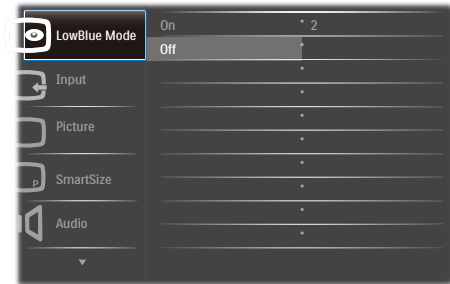 LowBlue Mode
On
2
Off
Input
Picture
P
SmartSize
Audio